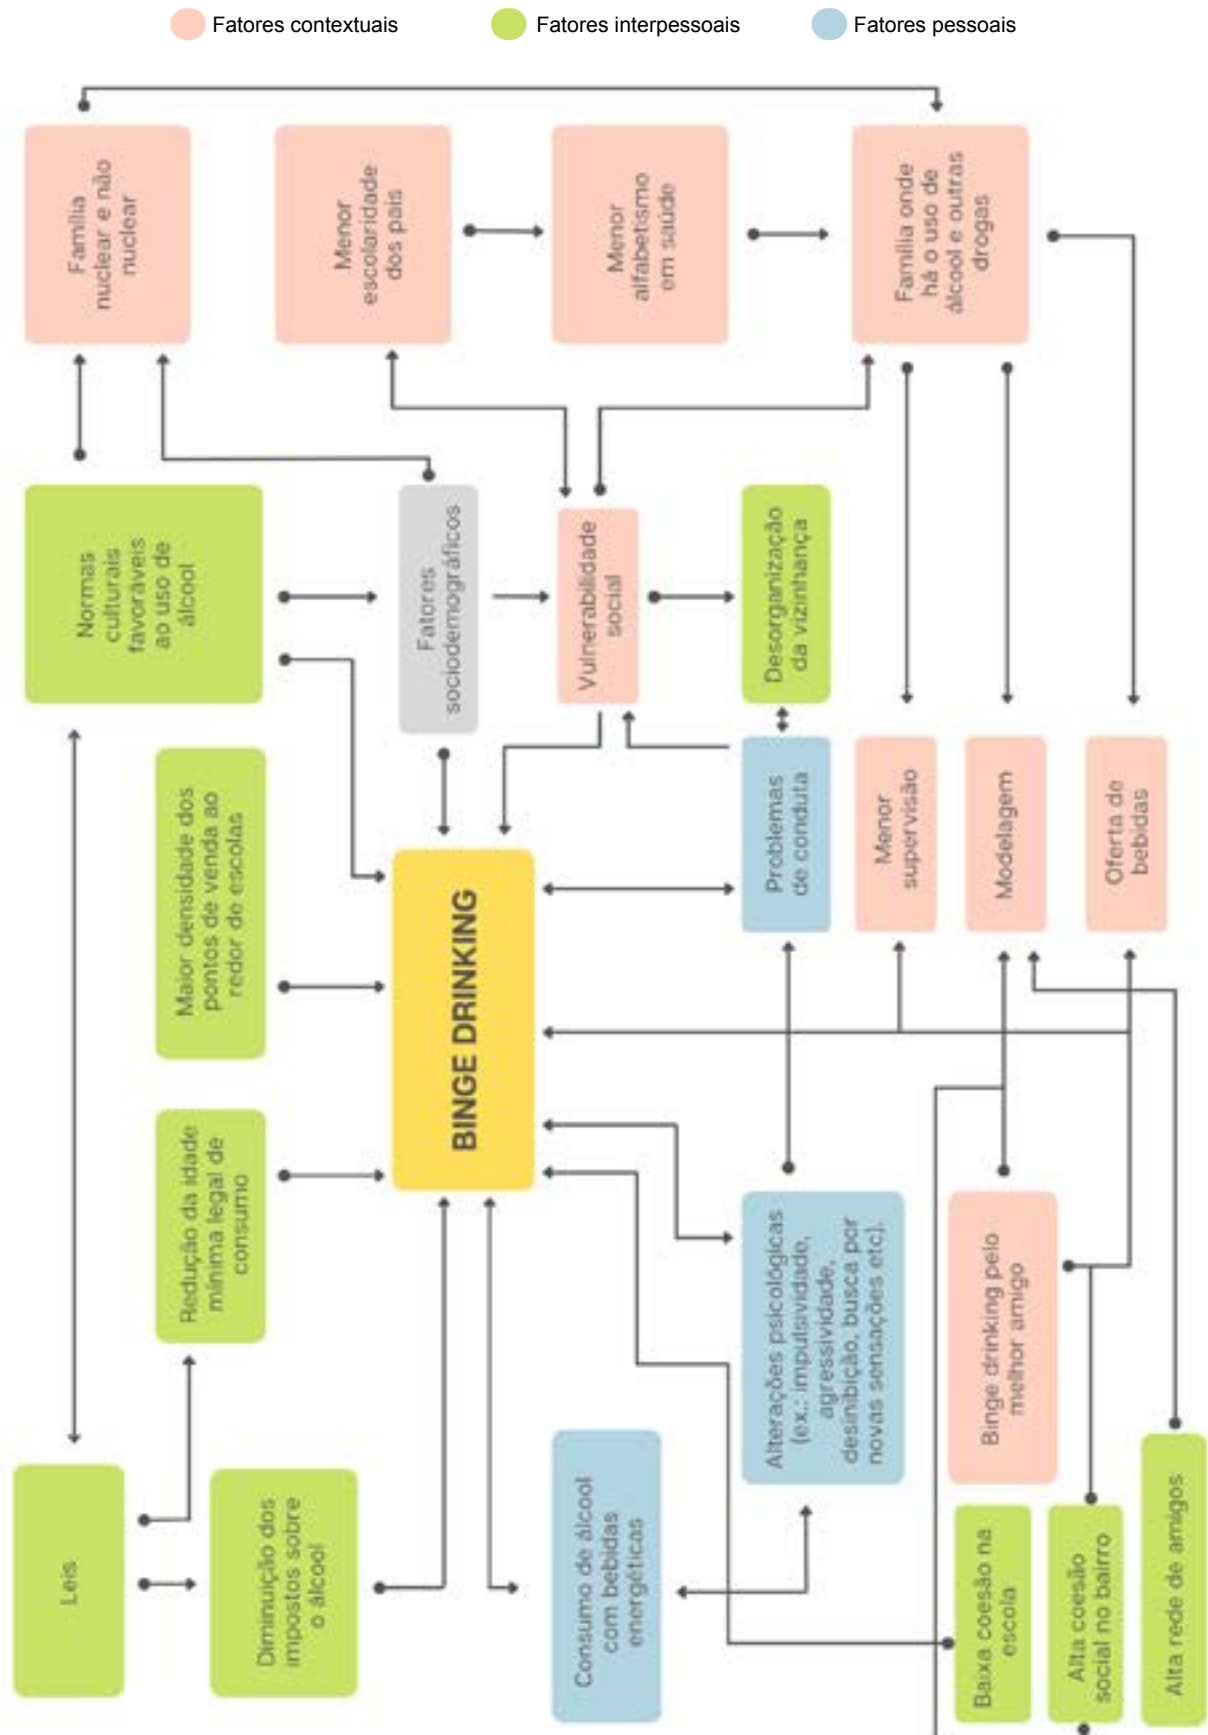 Fatores contextuais
Fatores interpessoais
Fatores pessoais
Família
nuclear e não
nuclear
Menor
escolaridade
dos pais
Menor
alfabetismo
em saúde
Família onde
há o uso de
álcool e outras
drogas
Normas
culturais
favoráveis
ao uso de
álcool
Fatores
sociodemográficos
Vulnerabilidade
social
Desorganização
da vizinhança
Maior densidade dos
pontos de venda ao
redor de escolas
Problemas
de conduta
Menor
supervisão
Modelagem
Oferta de
bebidas
BINGE DRINKING
Redução da idade
mínima legal de
consumo
Alterações psicológicas
(ex.: impulsividade,
agressividade,
desinibição, busca por
novas sensações etc).
Binge drinking pelo
melhor amigo
Leis
Diminuição dos
impostos sobre
o álcool
Consumo de álcool
com bebidas
energéticas
Baixa coesão na
escola
Alta coesão
social no bairro
Alta rede de amigos